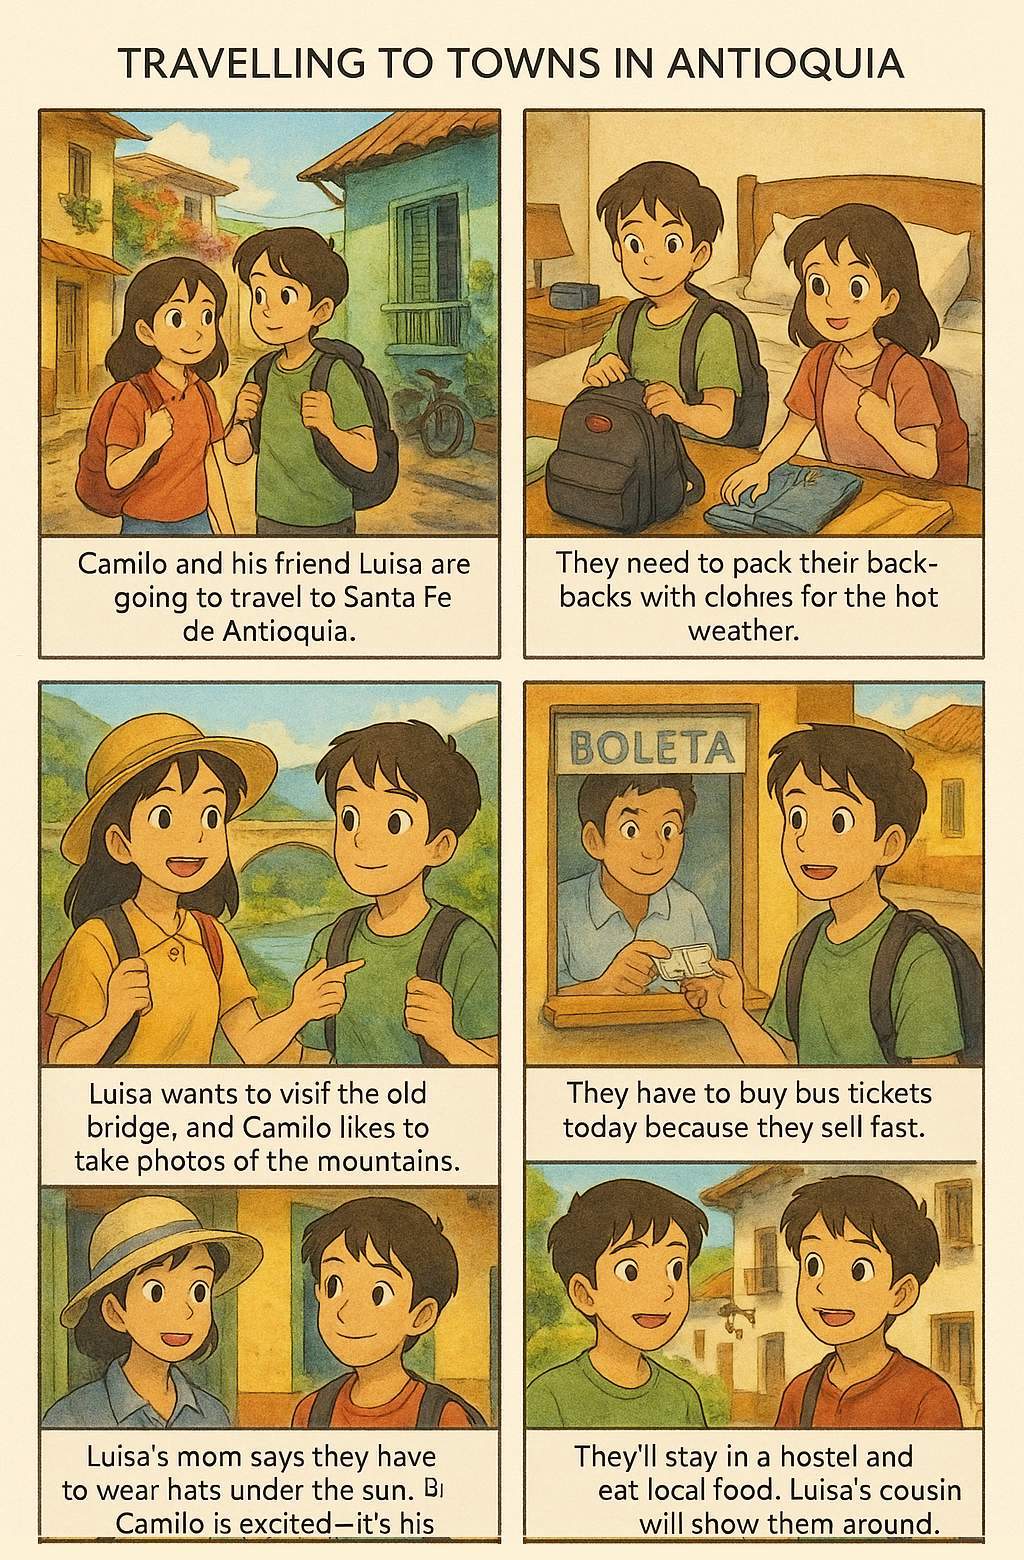 TRAVELLING TO TOWNS IN ANTIOQUIA
Camilo and his friend Luisa are
going to travel to Santa Fe
de Antioquia.
They need to pack their back-
backs with clohres for the hot
weather.
Luisa wants to visif the old
bridge, and Camilo likes to
take photos of the mountains.
BOLETA
They have to buy bus tickets
today because they sell fast.
Luisa's mom says they have
to wear hats under the sun.
Camilo is excited—it's his
They'll stay in a hostel and
eat local food. Luisa's cousin
will show them around.